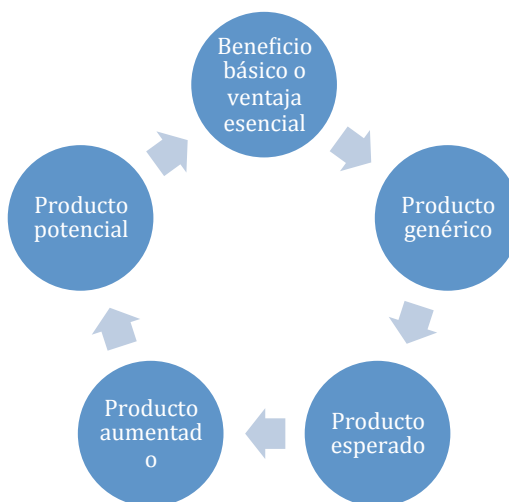 Beneficio
básico o
ventaja
esencial
Producto
genérico
Producto
esperado
Producto
aumentad
o
Producto
potencial